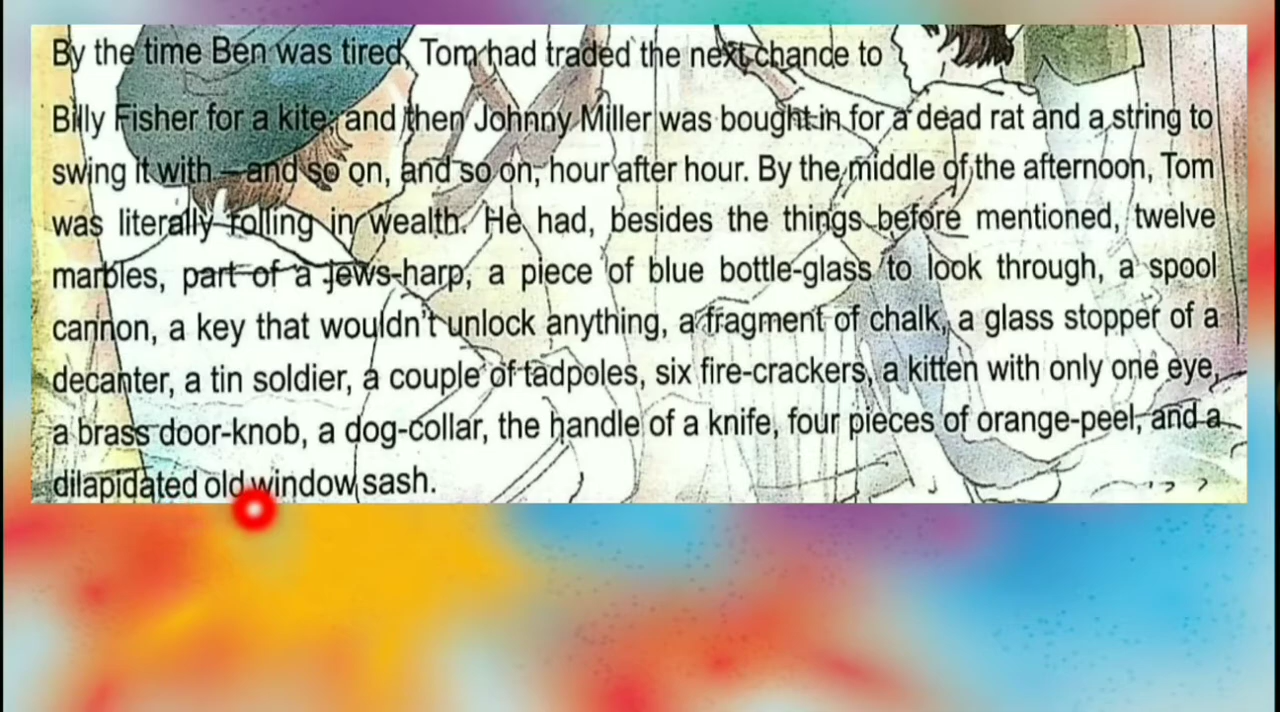 By the time Ben was tired, Tom had traded the next chance to
Billy Fisher for a kite; and then Johnny Miller was bought in for a dead rat and a string to
swing it with – and so on, and so on, hour after hour. By the middle of the afternoon, Tom
was literally rolling in wealth. He had, besides the things before mentioned, twelve
marbles, part of a jews-harp, a piece of blue bottle-glass to look through, a spool
cannon, a key that wouldn't unlock anything, a fragment of chalk, a glass stopper of a
decanter, a tin soldier, a couple of tadpoles, six fire-crackers, a kitten with only one eye,
a brass door-knob, a dog-collar, the handle of a knife, four pieces of orange-peel, and a
dilapidated old window sash.